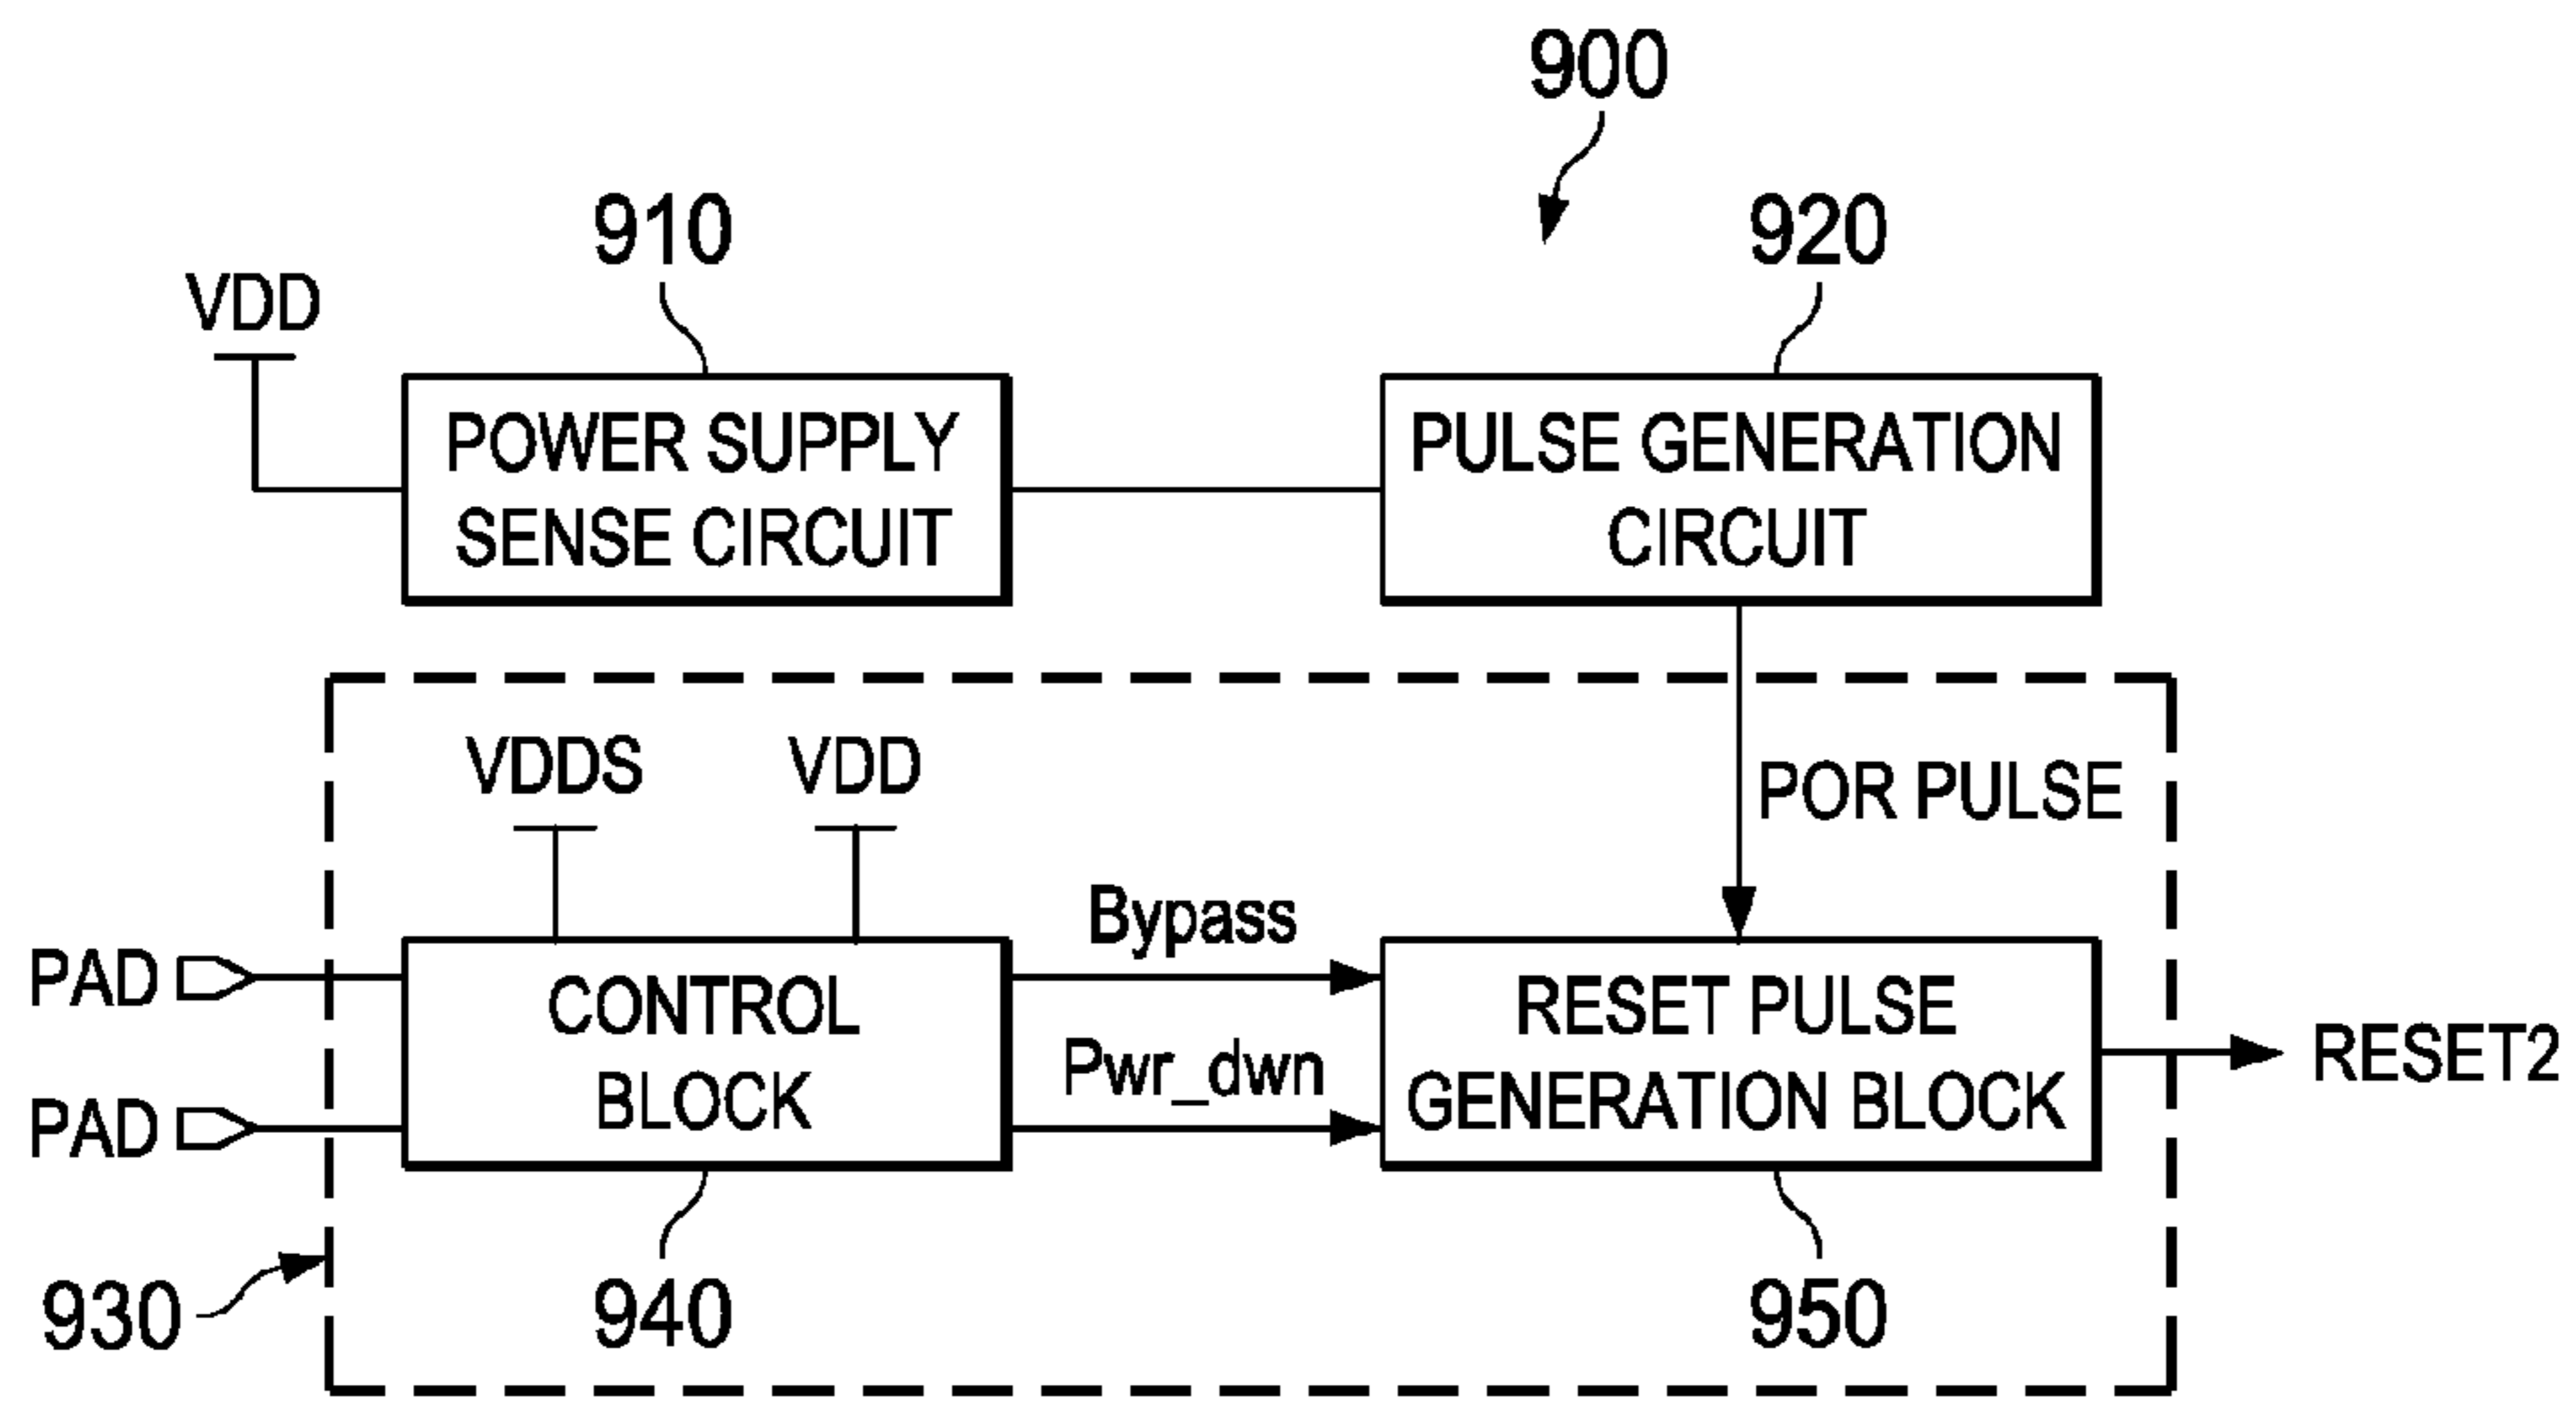 900
910
920
VDD
POWER SUPPLY
SENSE CIRCUIT
PULSE GENERATION
CIRCUIT
VDDS
VDD
POR PULSE
Bypass
PAD
CONTROL
BLOCK
Pwr_dwn
RESET PULSE
GENERATION BLOCK
RESET2
PAD
930
940
950